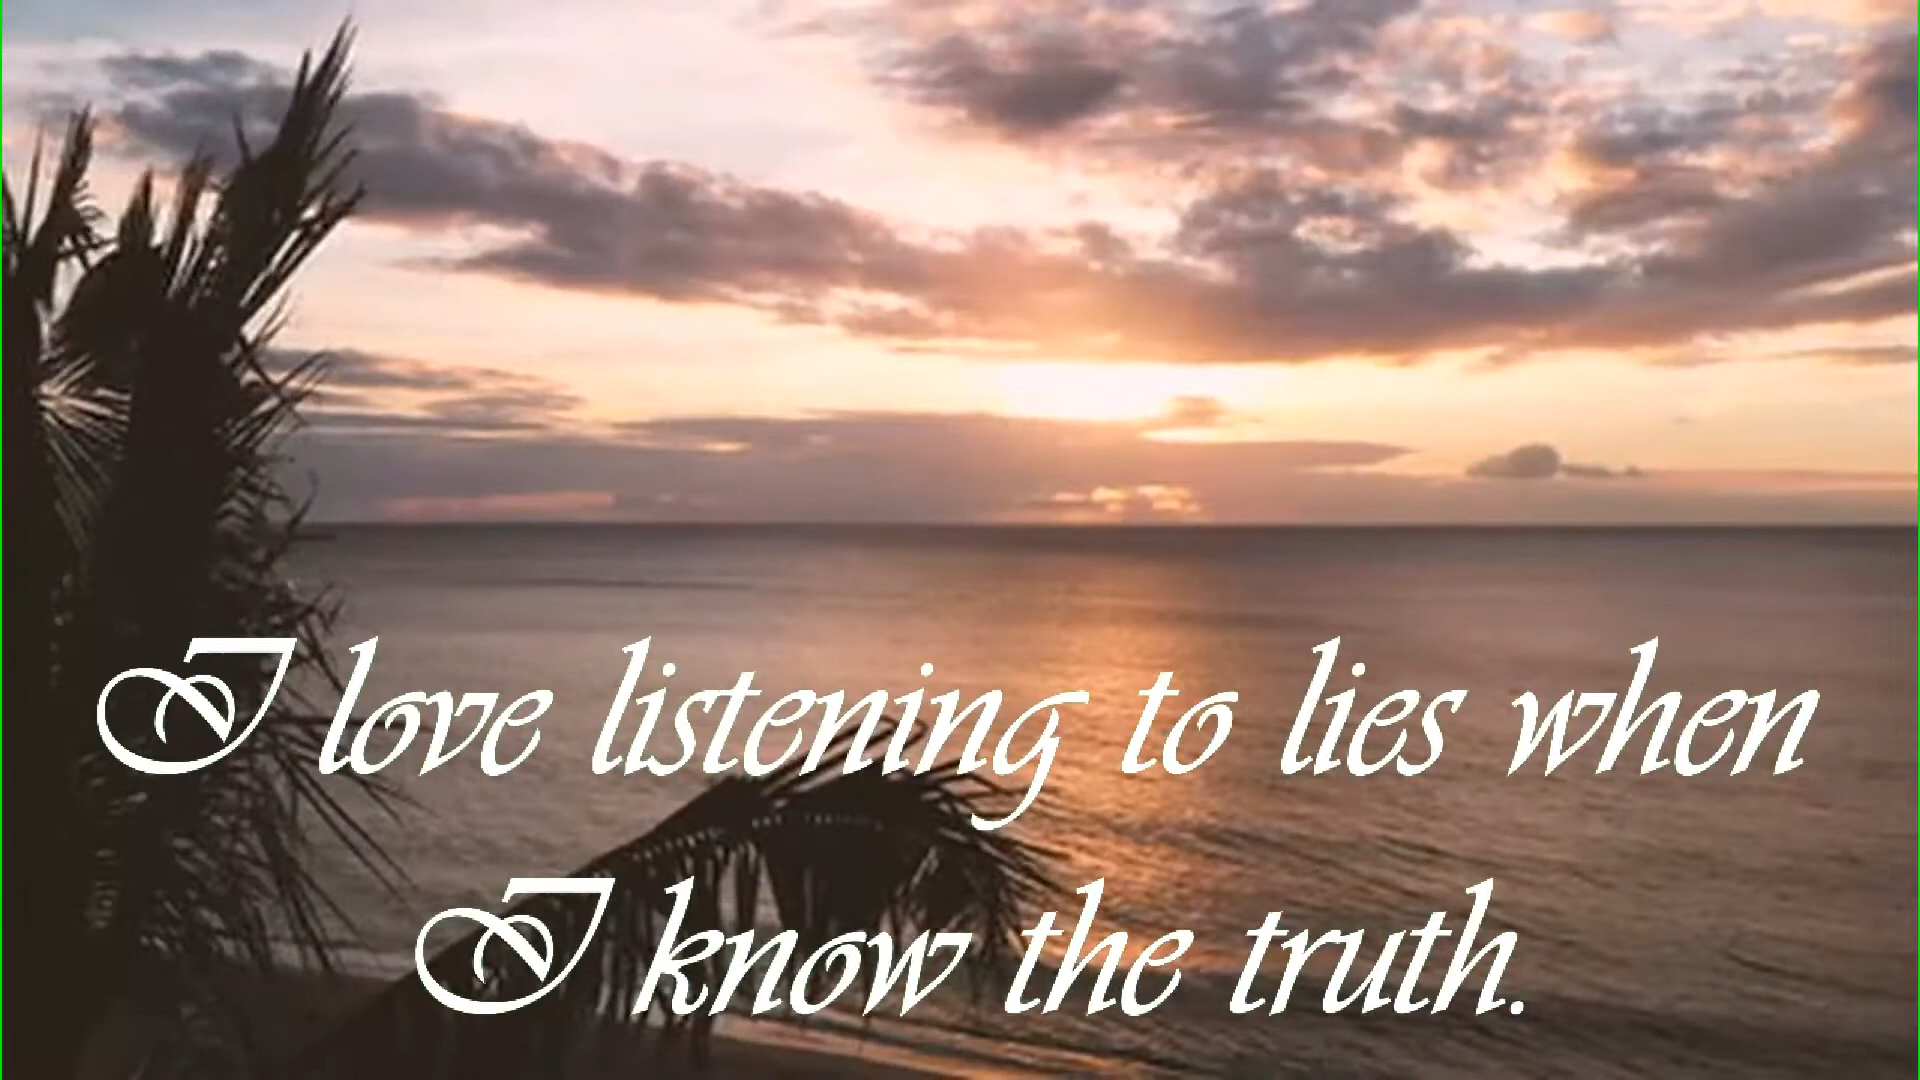 I love listening to lies when
I know the truth.